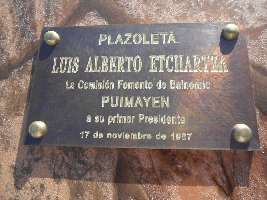 PLAZOLETA
LUIS ALBERTO ETCHARTEA
La Comisión Fomento de Balneario
PUIMAYEN
a su primer Presidente
17 de noviembre de 1987